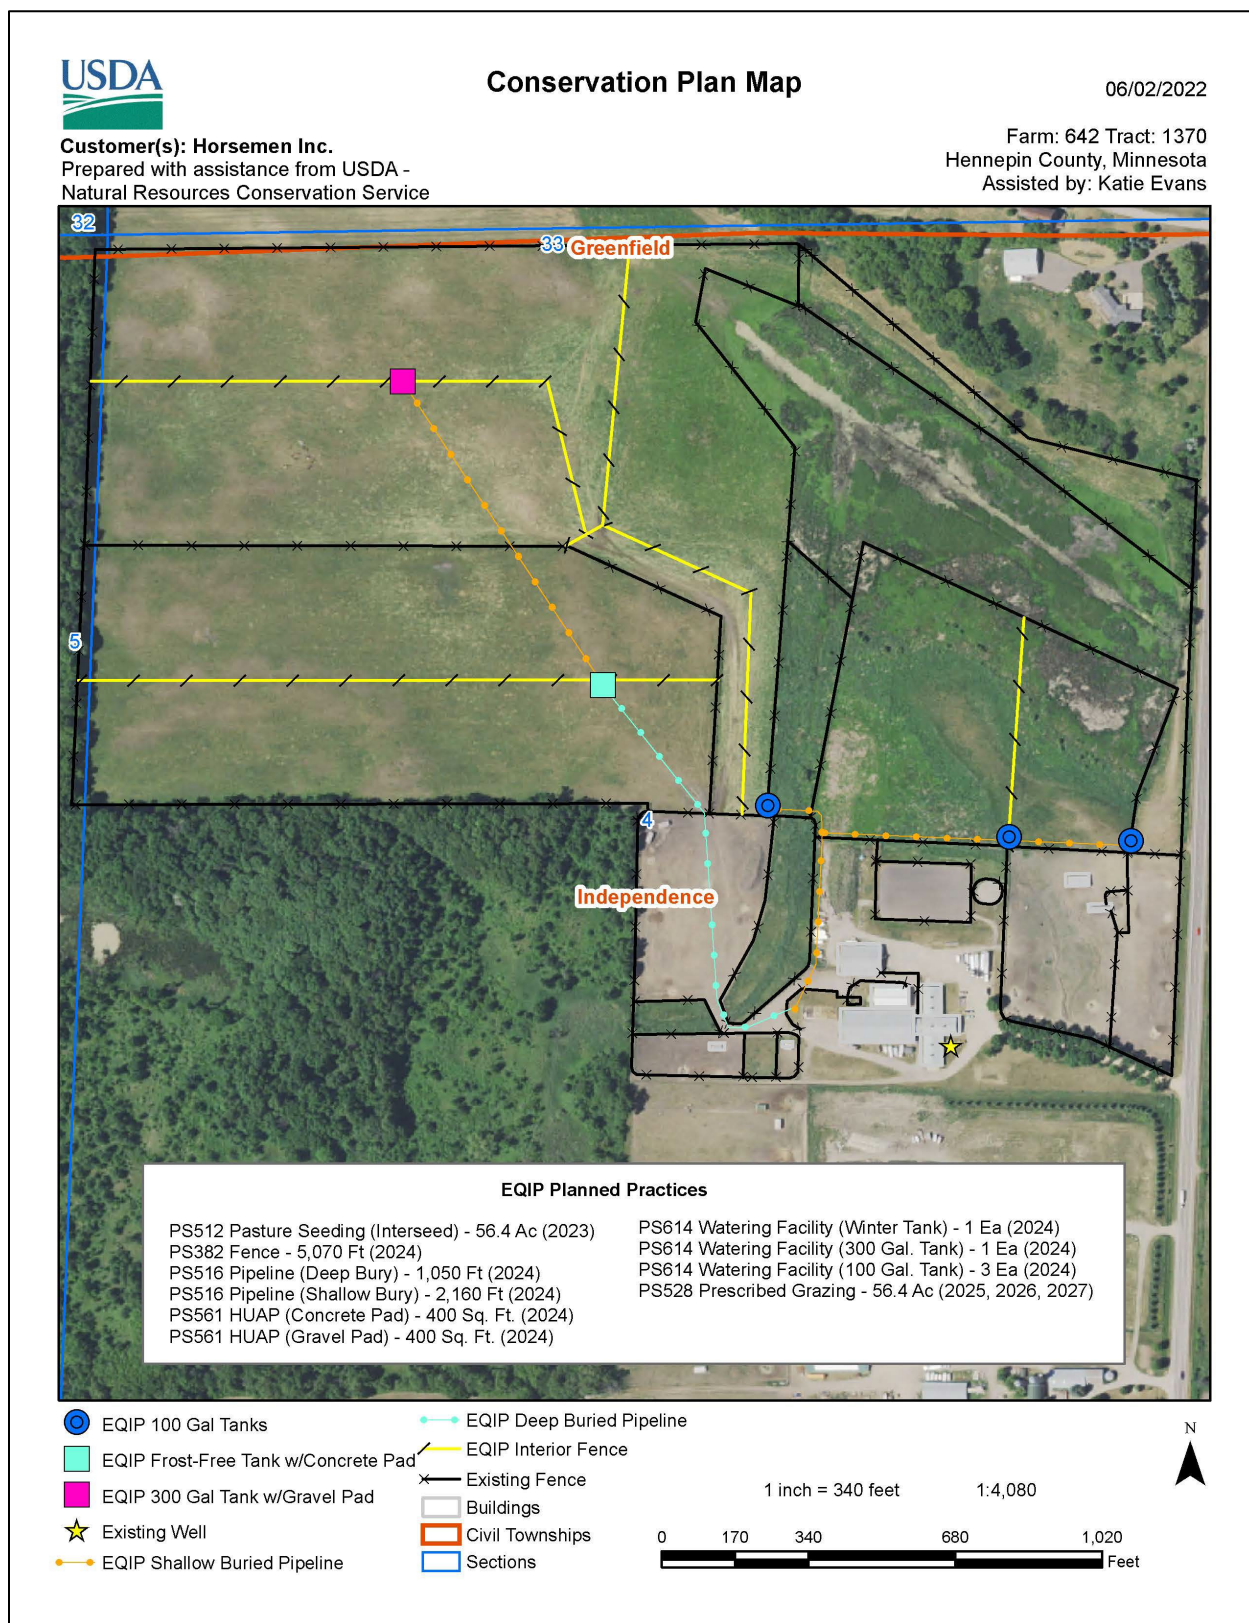 USDA
Conservation Plan Map
06/02/2022
Customer(s): Horsemen Inc.
Prepared with assistance from USDA -
Natural Resources Conservation Service
Farm: 642 Tract: 1370
Hennepin County, Minnesota
Assisted by: Katie Evans
32
33
Greenfield
5
4
Independence
EQIP Planned Practices
PS512 Pasture Seeding (Interseed) - 56.4 Ac (2023)
PS382 Fence - 5,070 Ft (2024)
PS516 Pipeline (Deep Bury) - 1,050 Ft (2024)
PS516 Pipeline (Shallow Bury) - 2,160 Ft (2024)
PS561 HUAP (Concrete Pad) - 400 Sq. Ft. (2024)
PS561 HUAP (Gravel Pad) - 400 Sq. Ft. (2024)
PS614 Watering Facility (Winter Tank) - 1 Ea (2024)
PS614 Watering Facility (300 Gal. Tank) - 1 Ea (2024)
PS614 Watering Facility (100 Gal. Tank) - 3 Ea (2024)
PS528 Prescribed Grazing - 56.4 Ac (2025, 2026, 2027)
EQIP 100 Gal Tanks
EQIP Frost-Free Tank w/Concrete Pad
EQIP 300 Gal Tank w/Gravel Pad
Existing Well
EQIP Shallow Buried Pipeline
EQIP Deep Buried Pipeline
EQIP Interior Fence
Existing Fence
Buildings
Civil Townships
Sections
1 inch = 340 feet 1:4,080
N
0 170 340 680 1,020
Feet